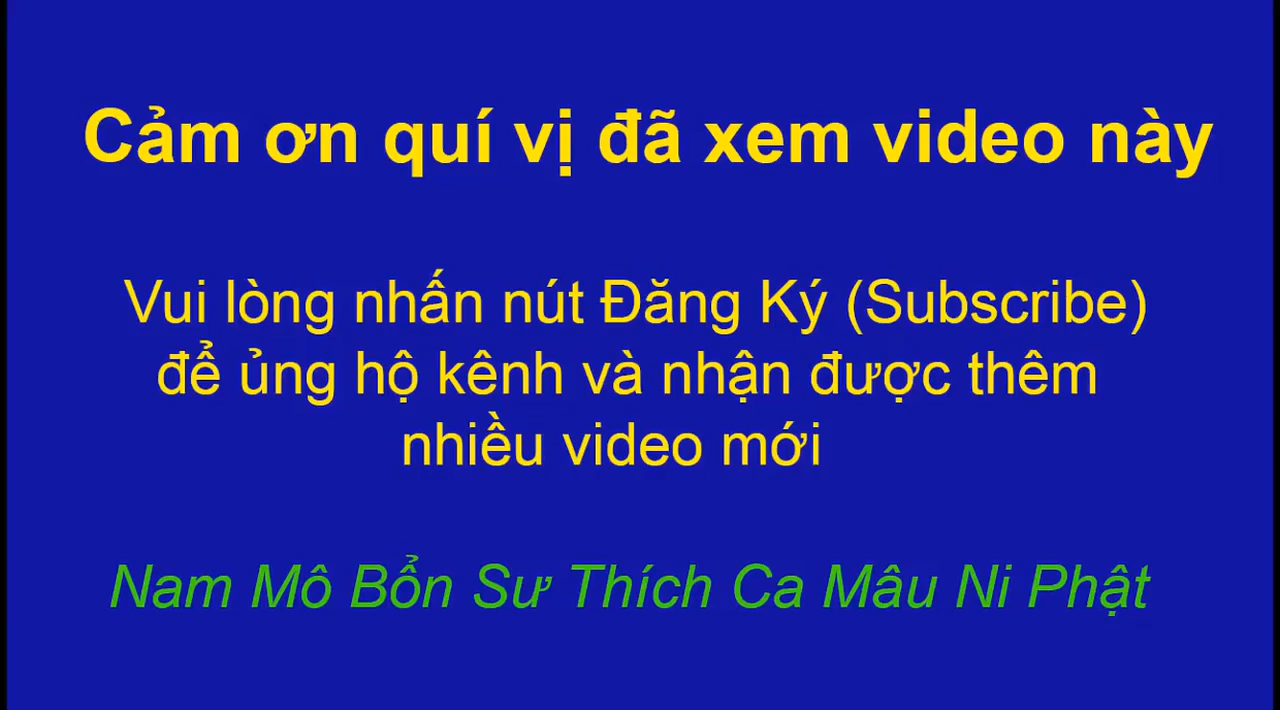 Cảm ơn quí vị đã xem video này
Vui lòng nhấn nút Đăng Ký (Subscribe)
để ủng hộ kênh và nhận được thêm
nhiều video mới
Nam Mô Bổn Sư Thích Ca Mâu Ni Phật